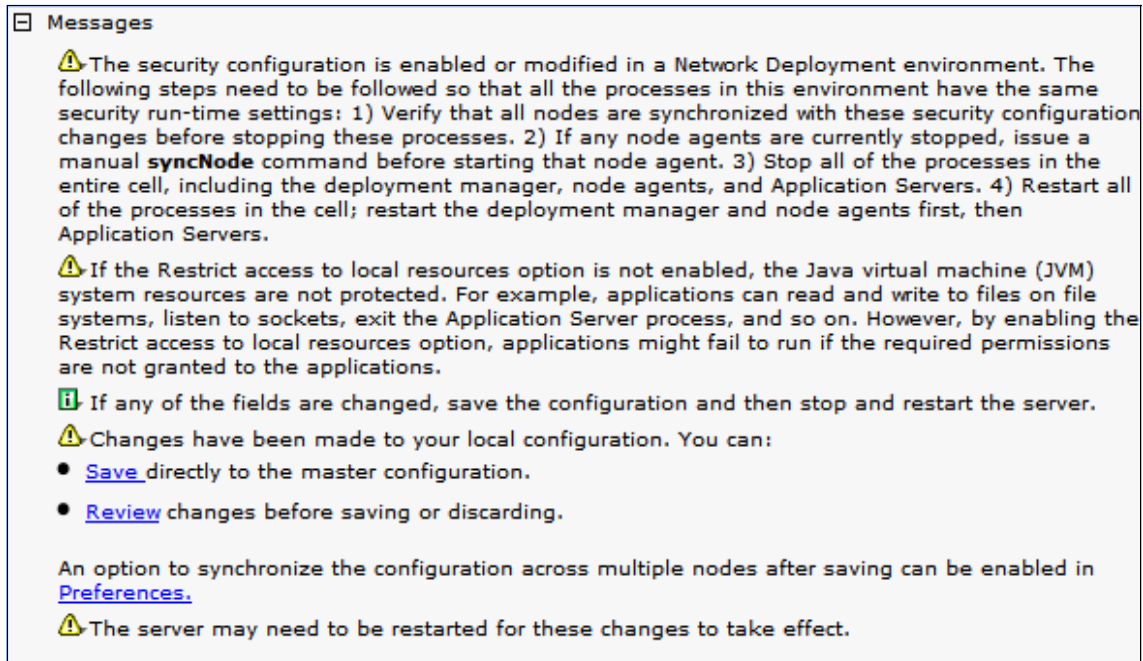 Messages
The security configuration is enabled or modified in a Network Deployment environment. The
following steps need to be followed so that all the processes in this environment have the same
security run-time settings: 1) Verify that all nodes are synchronized with these security configuration
changes before stopping these processes. 2) If any node agents are currently stopped, issue a
manual syncNode command before starting that node agent. 3) Stop all of the processes in the
entire cell, including the deployment manager, node agents, and Application Servers. 4) Restart all
of the processes in the cell; restart the deployment manager and node agents first, then
Application Servers.
If the Restrict access to local resources option is not enabled, the Java virtual machine (JVM)
system resources are not protected. For example, applications can read and write to files on file
systems, listen to sockets, exit the Application Server process, and so on. However, by enabling the
Restrict access to local resources option, applications might fail to run if the required permissions
are not granted to the applications.
If any of the fields are changed, save the configuration and then stop and restart the server.
Changes have been made to your local configuration. You can:
● Save directly to the master configuration.
● Review changes before saving or discarding.
An option to synchronize the configuration across multiple nodes after saving can be enabled in
Preferences.
The server may need to be restarted for these changes to take effect.